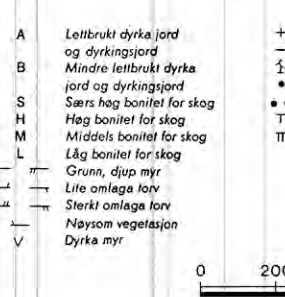 A Lettbrukt dyrka jord
og dyrkingsjord
B Mindre lettbrukt dyrka
jord og dyrkingsjord
S Særs høg bonitet for skog
H Høg bonitet for skog
M Middels bonitet for skog
L Låg bonitet for skog
Grunn, djup myr
Lite omlaga torv
Sterkt omlaga torv
Nøysom vegetasjon
V Dyrka myr
0 200